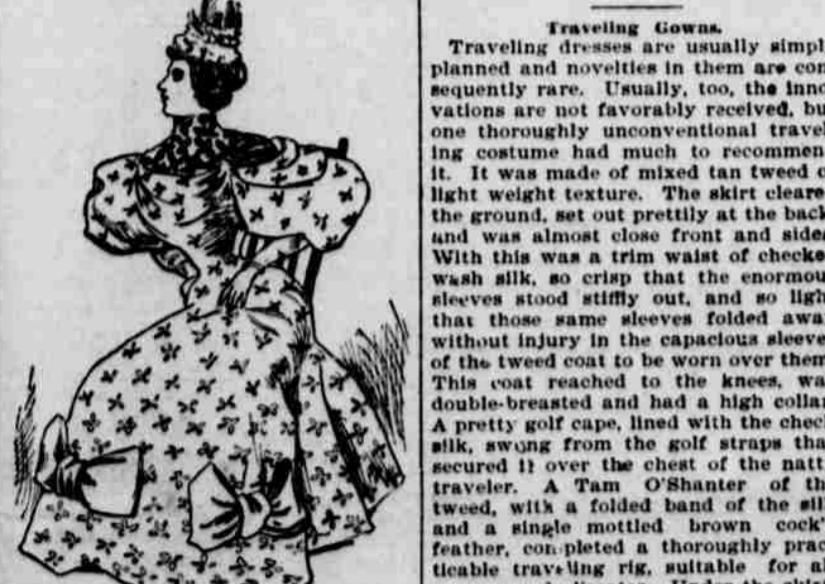 Traveling Gowns.
Traveling dresses are usually simpl
planned and novelties in them are con
sequently rare. Usually, too, the inno
vations are not favorably received, bu
one thoroughly unconventional travel
ing costume had much to recommen
it. It was made of mixed tan tweed o
light weight texture. The skirt cleare
the ground, set out prettily at the back
and was almost close front and sides
With this was a trim waist of checke
wash silk, so crisp that the enormou
sleeves stood stiffly out, and so ligh
that those same sleeves folded awa
without injury in the capacious sleeve
of the tweed coat to be worn over them
This coat reached to the knees, wa
double-breasted and had a high collar
A pretty golf cape, lined with the chec
silk, swung from the golf straps tha
secured it over the chest of the natt
traveler. A Tam O'Shanter of th
tweed, with a folded band of the sil
and a single mottled brown cock'
feather, completed a thoroughly prac
ticable traveling rig, suitable for al